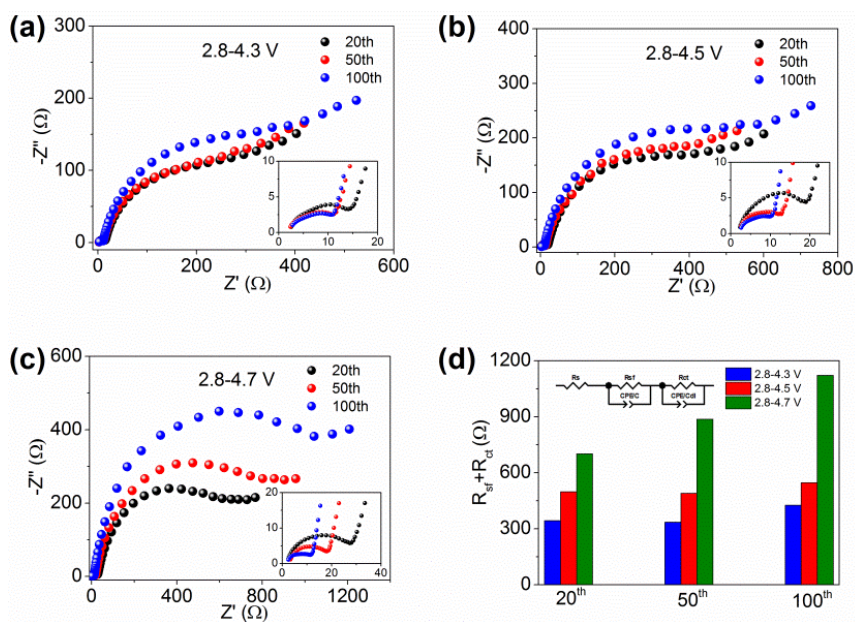 (a)
2.8-4.3 V
20th
50th
100th
300
200
100
0
-Z'' (Ω)
0
200
400
600
Z' (Ω)
10
5
0
0
10
20
(b)
2.8-4.5 V
20th
50th
100th
400
300
200
100
0
-Z'' (Ω)
0
200
400
600
800
Z' (Ω)
10
5
0
0
10
20
(c)
2.8-4.7 V
20th
50th
100th
600
400
200
0
-Z'' (Ω)
0
400
800
1200
Z' (Ω)
20
10
0
0
20
40
(d)
1200
900
600
300
0
Rsf+Rct (Ω)
Rs
Rsf
Rct
CPE/C
CPE/Cdl
2.8-4.3 V
2.8-4.5 V
2.8-4.7 V
20th
50th
100th